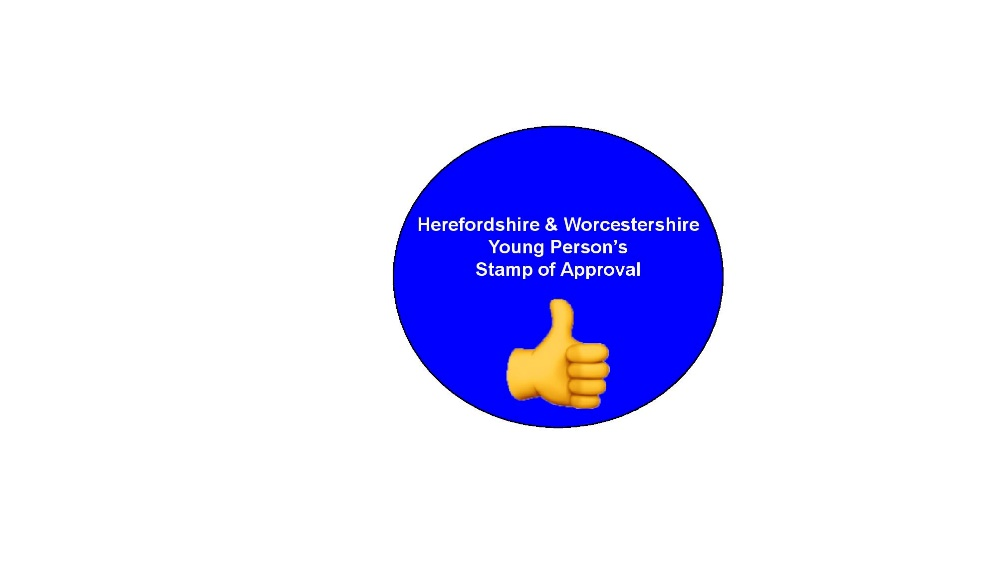 Herefordshire & Worcestershire
Young Person’s
Stamp of Approval